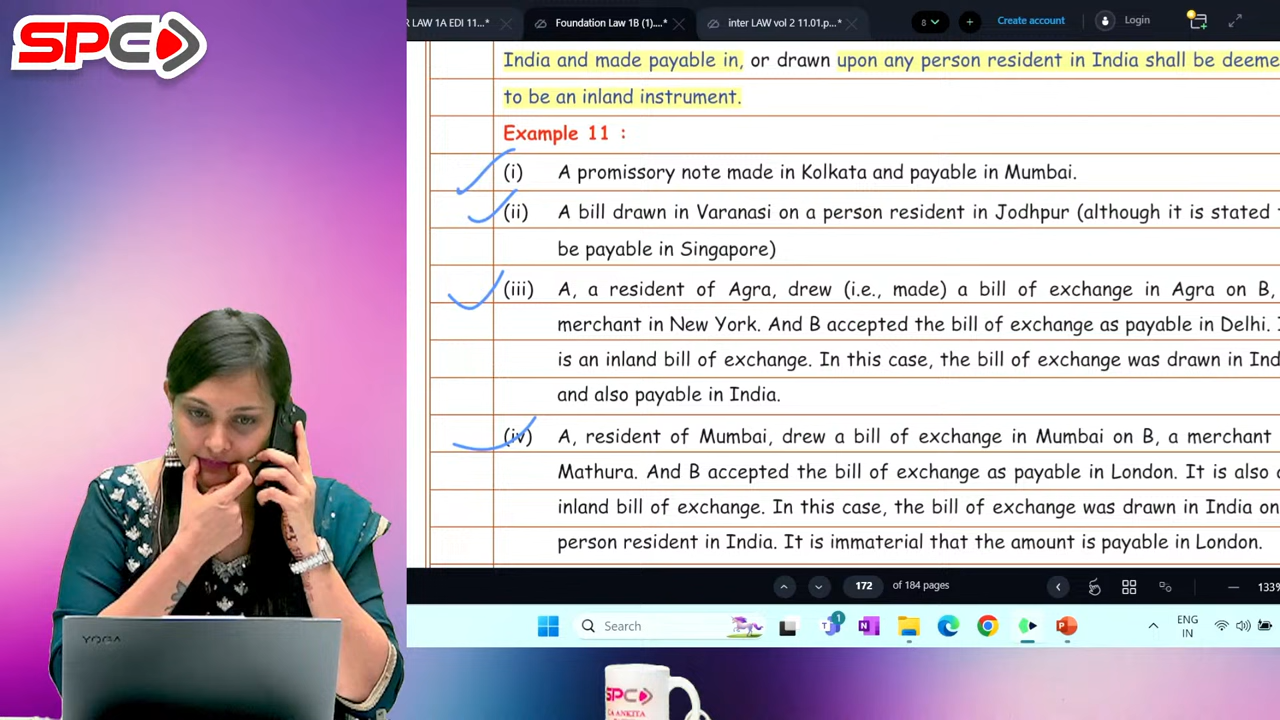 SPC
R LAW 1A EDI 11...*
Foundation Law 1B (1)....*
inter LAW vol 2 11.01.p...*
8
Create account
Login
India and made payable in, or drawn upon any person resident in India shall be deeme
to be an inland instrument.
Example 11 :
(i) A promissory note made in Kolkata and payable in Mumbai.
(ii) A bill drawn in Varanasi on a person resident in Jodhpur (although it is stated
be payable in Singapore)
(iii) A, a resident of Agra, drew (i.e., made) a bill of exchange in Agra on B,
merchant in New York. And B accepted the bill of exchange as payable in Delhi.
is an inland bill of exchange. In this case, the bill of exchange was drawn in Ind
and also payable in India.
(iv) A, resident of Mumbai, drew a bill of exchange in Mumbai on B, a merchant
Mathura. And B accepted the bill of exchange as payable in London. It is also
inland bill of exchange. In this case, the bill of exchange was drawn in India on
person resident in India. It is immaterial that the amount is payable in London.
172 of 184 pages
133%
Search
1
ENG
IN
YOGA
SPC
CA ANKITA